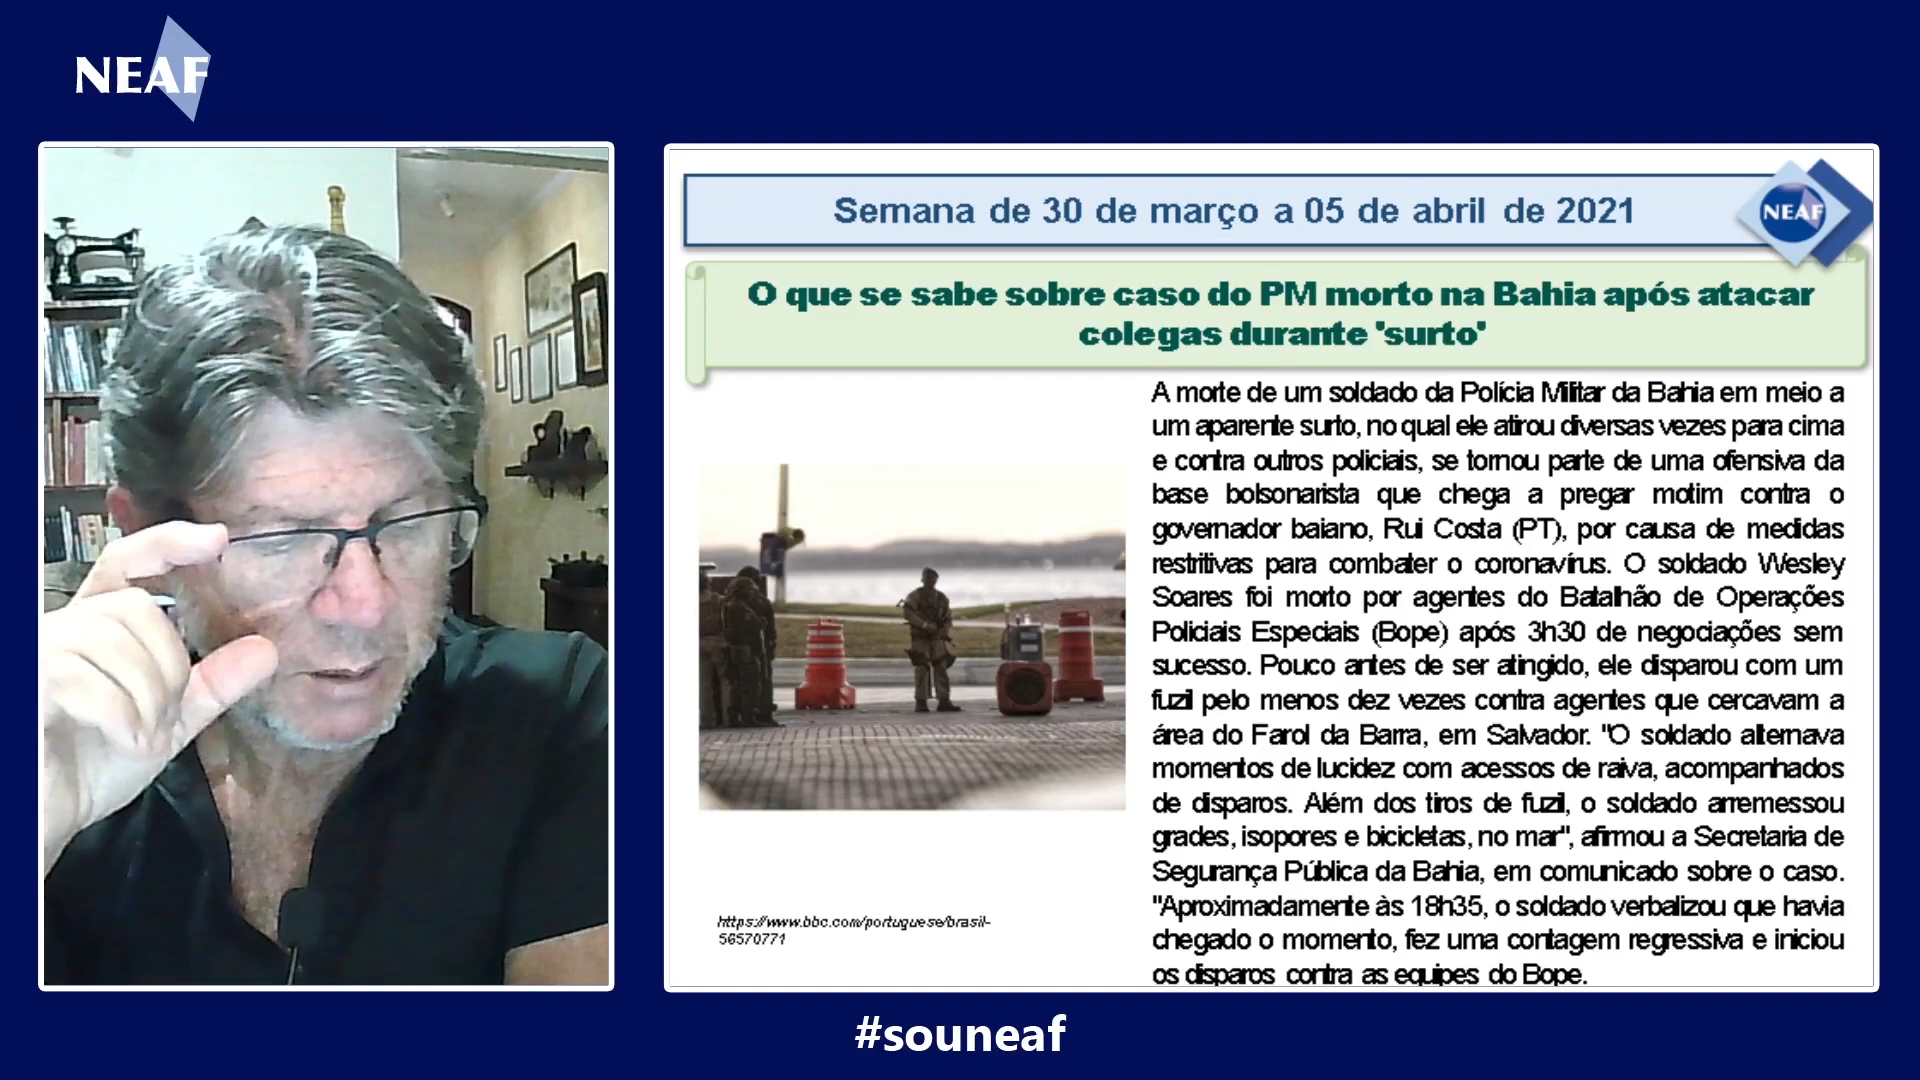 NEAF
Semana de 30 de março a 05 de abril de 2021
NEAF
O que se sabe sobre caso do PM morto na Bahia após atacar
colegas durante 'surto'
A morte de um soldado da Polícia Militar da Bahia em meio a
um aparente surto, no qual ele atirou diversas vezes para cima
e contra outros policiais, se tornou parte de uma ofensiva da
base bolsonarista que chega a pregar motim contra o
governador baiano, Rui Costa (PT), por causa de medidas
restritivas para combater o coronavírus. O soldado Wesley
Soares foi morto por agentes do Batalhão de Operações
Policiais Especiais (Bope) após 3h30 de negociações sem
sucesso. Pouco antes de ser atingido, ele disparou com um
fuzil pelo menos dez vezes contra agentes que cercavam a
área do Farol da Barra, em Salvador. "O soldado alternava
momentos de lucidez com acessos de raiva, acompanhados
de disparos. Além dos tiros de fuzil, o soldado arremessou
grades, isopores e bicicletas, no mar", afirmou a Secretaria de
Segurança Pública da Bahia, em comunicado sobre o caso.
"Aproximadamente às 18h35, o soldado verbalizou que havia
chegado o momento, fez uma contagem regressiva e iniciou
os disparos contra as equipes do Bope.
https://www.bbc.com/portuguese/brasil-
56570771
#souneaf